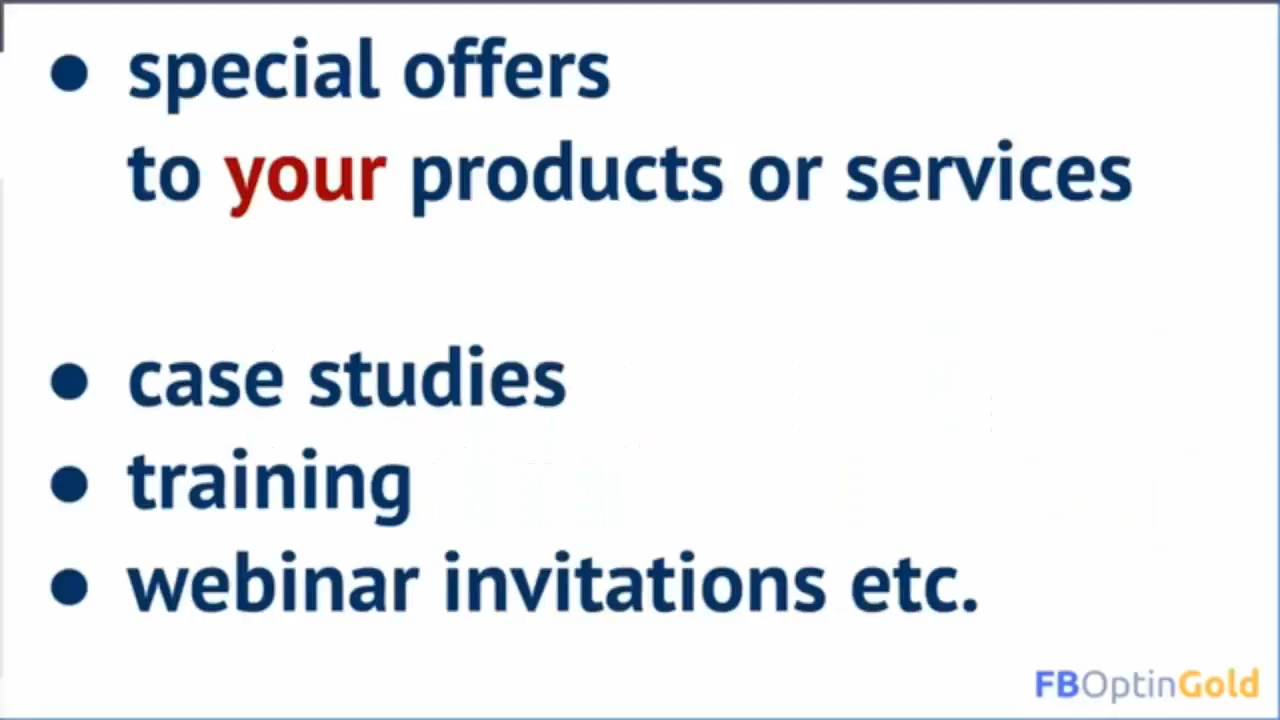 • special offers
to your products or services
• case studies
• training
• webinar invitations etc.
FBOptinGold